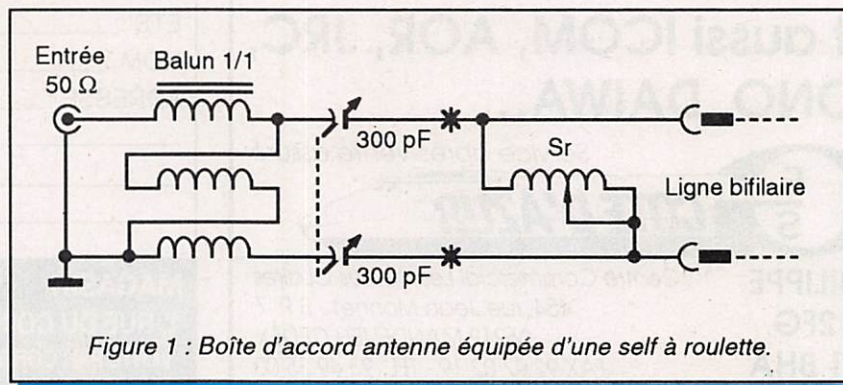 Entrée
50 Ω
Balun 1/1
300 pF
Sr
Ligne bifilaire
300 pF
Figure 1 : Boîte d'accord antenne équipée d'une self à roulette.